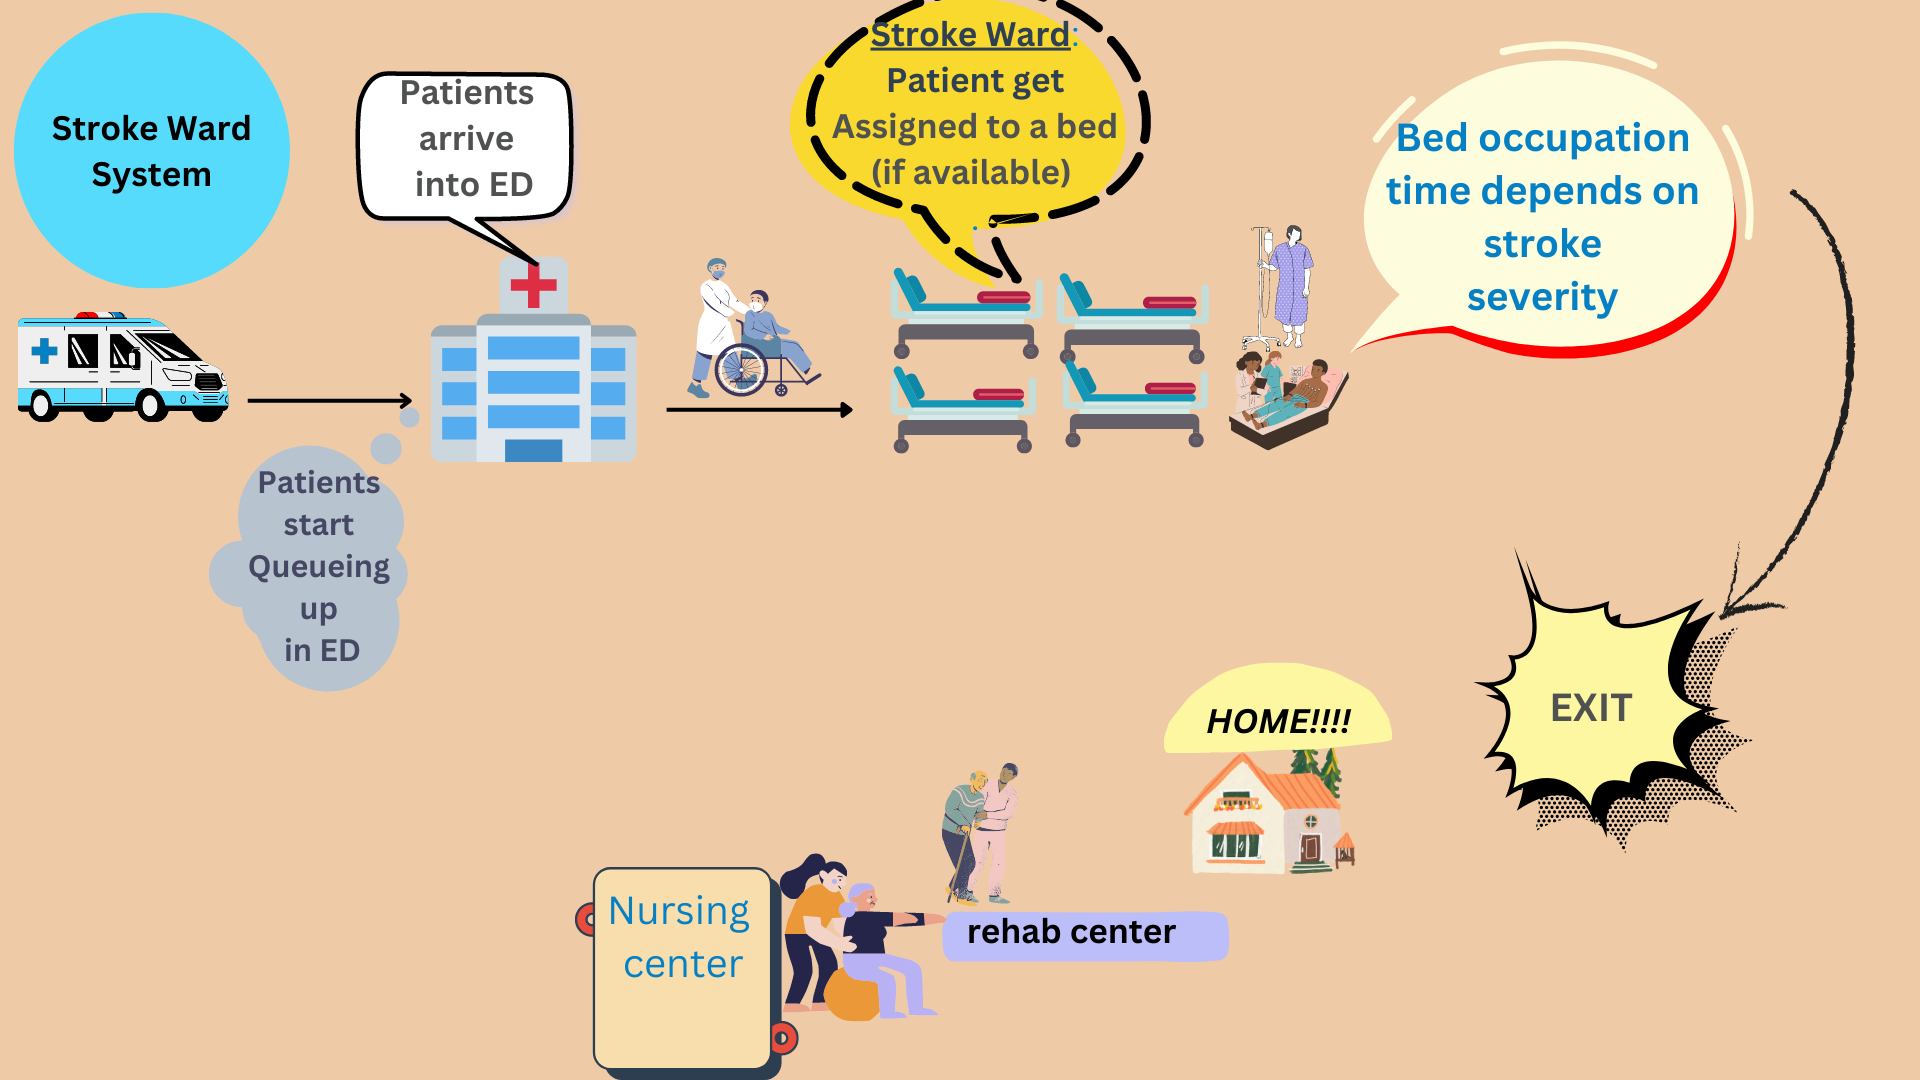 Stroke Ward
System
Patients
arrive
into ED
Stroke Ward:
Patient get
Assigned to a bed
(if available)
Bed occupation
time depends on
stroke
severity
Patients
start
Queueing
up
in ED
EXIT
HOME!!!!
rehab center
Nursing
center